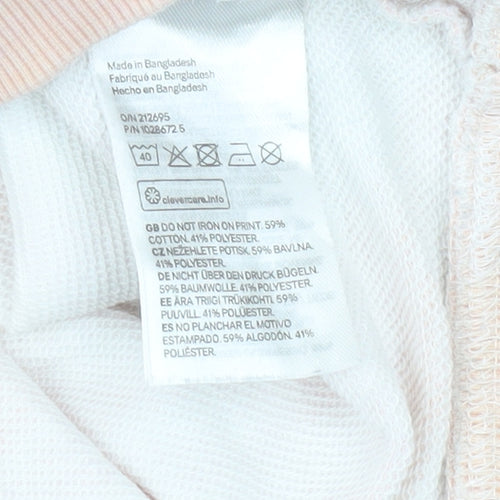 Made in Bangladesh
Fabriqué au Bangladesh
Hecho en Bangladesh
O/N 212695
P/N 1028672.5
40
clevercare.info
GB DO NOT IRON ON PRINT. 59%
COTTON. 41% POLYESTER.
CZ NEŽEHLETE POTISK. 59% BAVLNA.
41% POLYESTER.
DE NICHT ÜBER DEN DRUCK BÜGELN.
59% BAUMWOLLE. 41% POLYESTER.
EE ÄRA TRIIGI TRÜKIKOHTI. 59%
PUUVILL. 41% POLÜESTER.
ES NO PLANCHAR EL MOTIVO
ESTAMPADO. 59% ALGODÓN. 41%
POLIÉSTER.